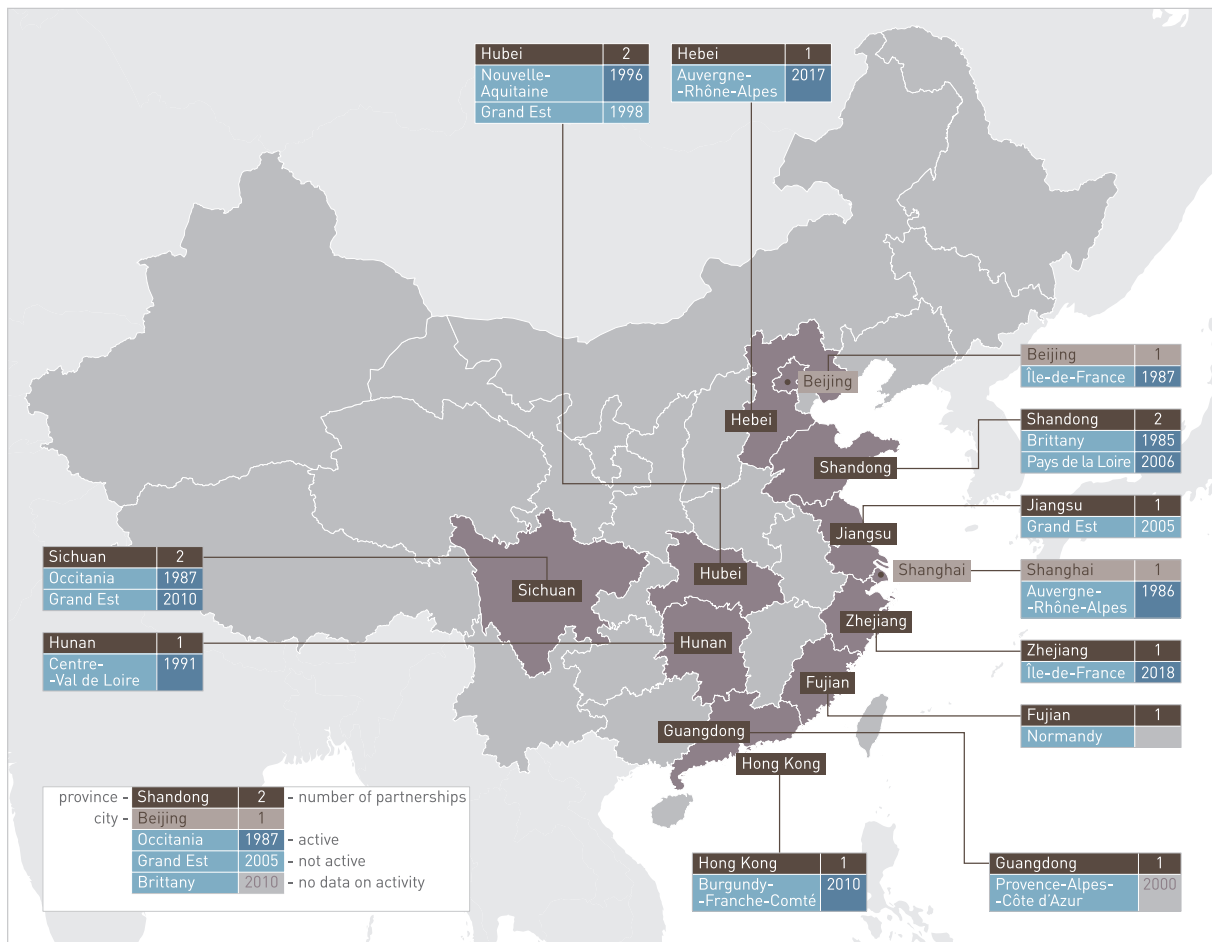 Hubei 2
Nouvelle- 1996
Aquitaine
Grand Est 1998
Hebei 1
Auvergne- 2017
-Rhône-Alpes
Beijing 1
Île-de-France 1987
Beijing
Hebei
Shandong 2
Brittany 1985
Pays de la Loire 2006
Shandong
Jiangsu 1
Grand Est 2005
Jiangsu
Sichuan 2
Occitania 1987
Grand Est 2010
Sichuan
Hubei
Shanghai
Shanghai 1
Auvergne- 1986
-Rhône-Alpes
Zhejiang
Hunan 1
Centre- 1991
-Val de Loire
Hunan
Zhejiang 1
Île-de-France 2018
Fujian
Fujian 1
Normandy
Guangdong
Hong Kong
province - Shandong 2 - number of partnerships
city - Beijing 1
Occitania 1987 - active
Grand Est 2005 - not active
Brittany 2010 - no data on activity
Hong Kong 1
Burgundy- 2010
-Franche-Comté
Guangdong 1
Provence-Alpes- 2000
-Côte d'Azur